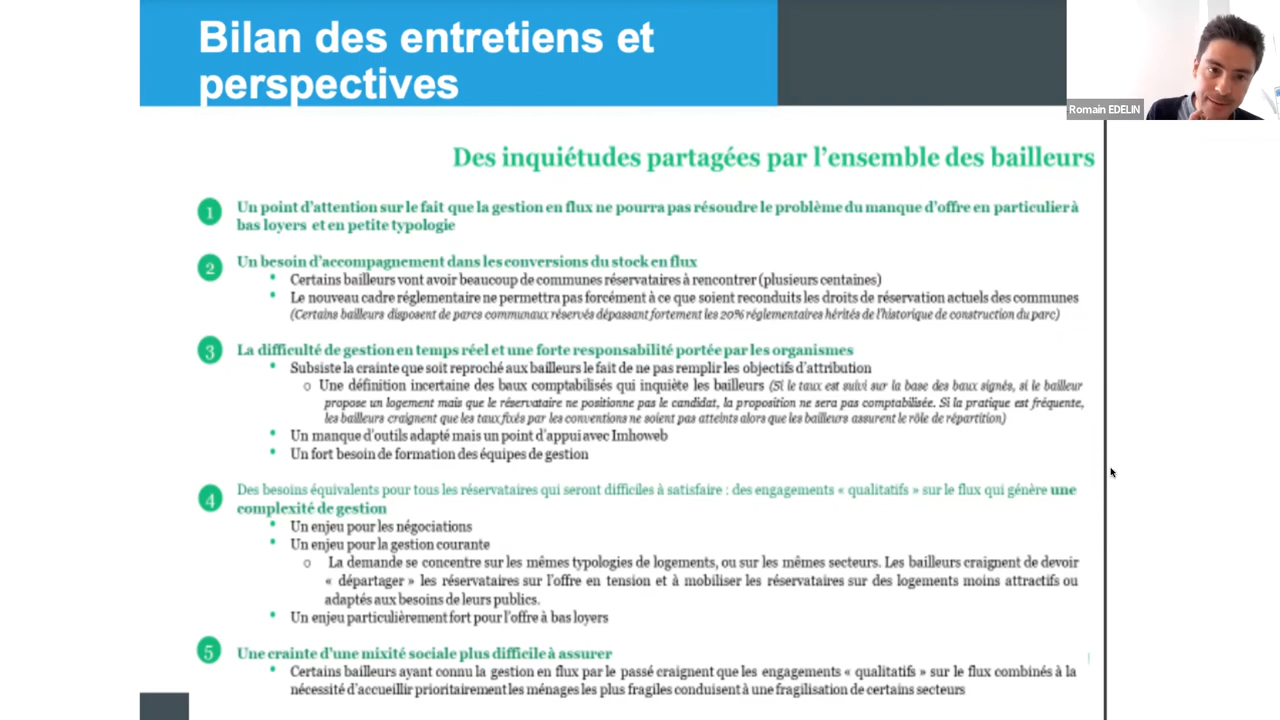 Bilan des entretiens et
perspectives
Romain EDELIN
Des inquiétudes partagées par l'ensemble des bailleurs
1 Un point d'attention sur le fait que la gestion en flux ne pourra pas résoudre le problème du manque d'offre en particulier à
bas loyers et en petite typologie
2 Un besoin d'accompagnement dans les conversions du stock en flux
• Certains bailleurs vont avoir beaucoup de communes réservataires à rencontrer (plusieurs centaines)
• Le nouveau cadre réglementaire ne permettra pas forcément à ce que soient reconduits les droits de réservation actuels des communes
(Certains bailleurs disposent de parcs communaux réservés dépassant fortement les 20% réglementaires hérités de l'historique de construction du parc)
3 La difficulté de gestion en temps réel et une forte responsabilité portée par les organismes
• Subsiste la crainte que soit reproché aux bailleurs le fait de ne pas remplir les objectifs d'attribution
o Une définition incertaine des baux comptabilisés qui inquiète les bailleurs (Si le taux est suivi sur la base des baux signés, si le bailleur
propose un logement mais que le réservataire ne positionne pas le candidat, la proposition ne sera pas comptabilisée. Si la pratique est fréquente,
les bailleurs craignent que les taux fixés par les conventions ne soient pas atteints alors que les bailleurs assurent le rôle de répartition)
• Un manque d'outils adapté mais un point d'appui avec Imhoweb
• Un fort besoin de formation des équipes de gestion
4 Des besoins équivalents pour tous les réservataires qui seront difficiles à satisfaire : des engagements « qualitatifs » sur le flux qui génère une
complexité de gestion
• Un enjeu pour les négociations
• Un enjeu pour la gestion courante
o La demande se concentre sur les mêmes typologies de logements, ou sur les mêmes secteurs. Les bailleurs craignent de devoir
« départager » les réservataires sur l'offre en tension et à mobiliser les réservataires sur des logements moins attractifs ou
adaptés aux besoins de leurs publics.
• Un enjeu particulièrement fort pour l'offre à bas loyers
5 Une crainte d'une mixité sociale plus difficile à assurer
• Certains bailleurs ayant connu la gestion en flux par le passé craignent que les engagements « qualitatifs » sur le flux combinés à la
nécessité d'accueillir prioritairement les ménages les plus fragiles conduisent à une fragilisation de certains secteurs